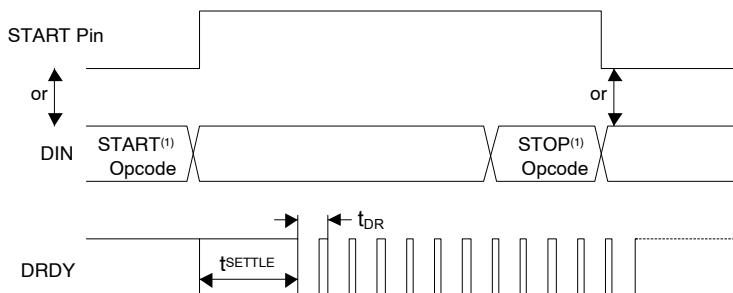 START Pin
or
or
DIN
START(1)
Opcode
STOP(1)
Opcode
tDR
tSETTLE
DRDY